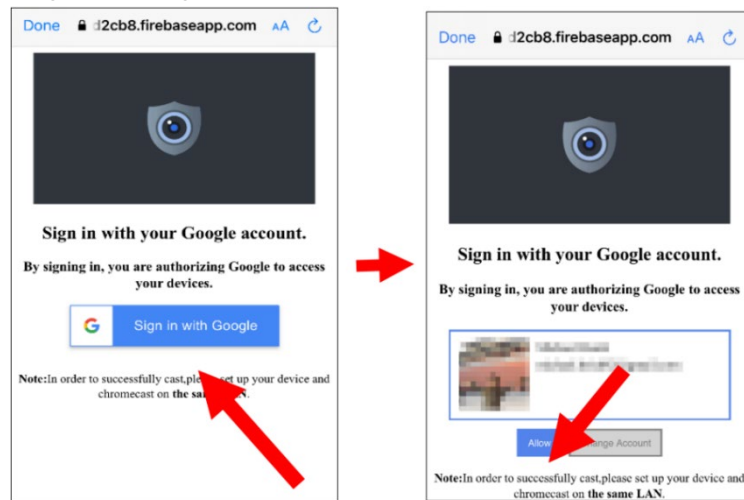 Done
d2cb8.firebaseapp.com
AA
Sign in with your Google account.
By signing in, you are authorizing Google to access
your devices.
G
Sign in with Google
Note:In order to successfully cast,please set up your device and
chromecast on the same LAN.
Done
d2cb8.firebaseapp.com
AA
Sign in with your Google account.
By signing in, you are authorizing Google to access
your devices.
Allow
Change Account
Note:In order to successfully cast,please set up your device and
chromecast on the same LAN.